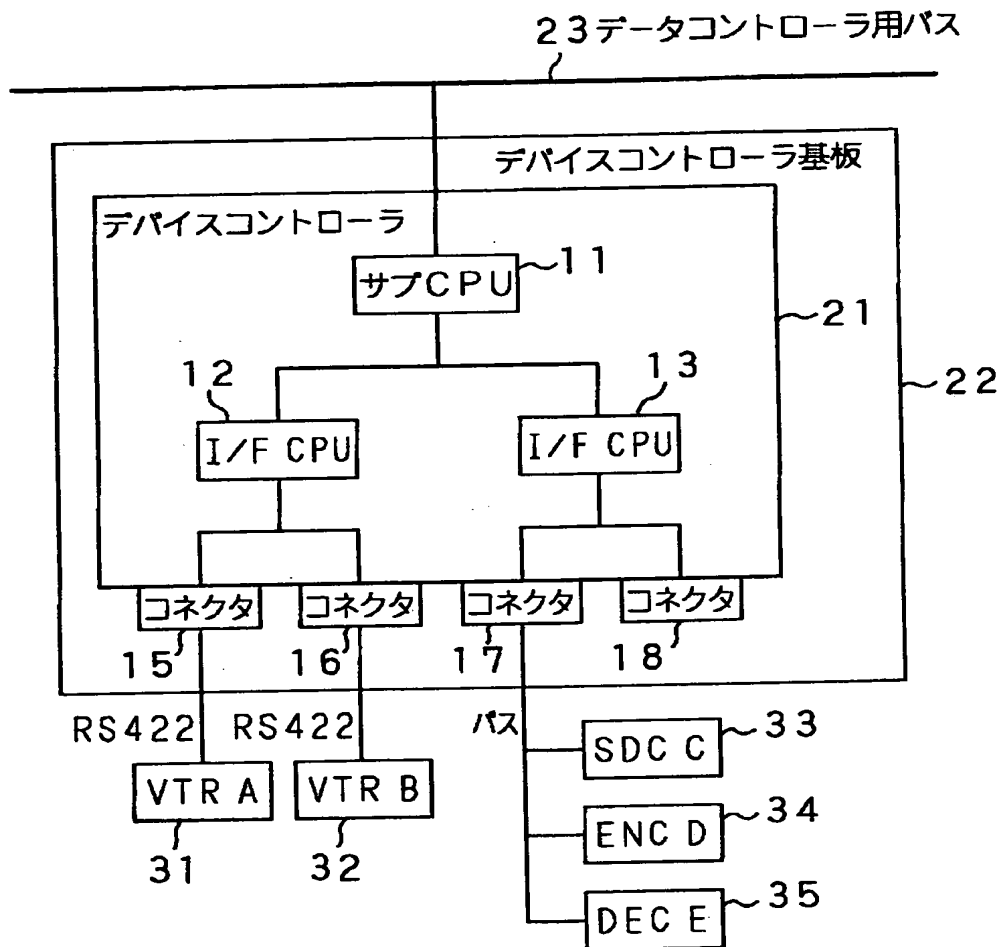 23データコントローラ用バス
デバイスコントローラ基板
デバイスコントローラ
サブCPU
11
21
12
13
22
I/F CPU
I/F CPU
コネクタ
コネクタ
コネクタ
コネクタ
15
16
17
18
RS422
RS422
バス
SDC C
33
VTR A
VTR B
ENC D
34
31
32
DEC E
35